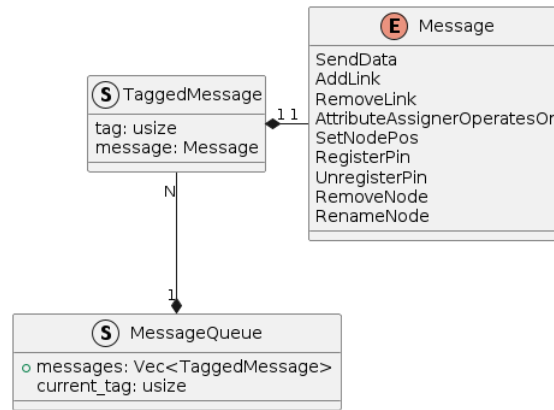 E Message
SendData
AddLink
RemoveLink
SetNodePos
RegisterPin
UnregisterPin
RemoveNode
RenameNode
S TaggedMessage
tag: usize
message: Message
1 1
N
1
S MessageQueue
messages: Vec<TaggedMessage>
current_tag: usize